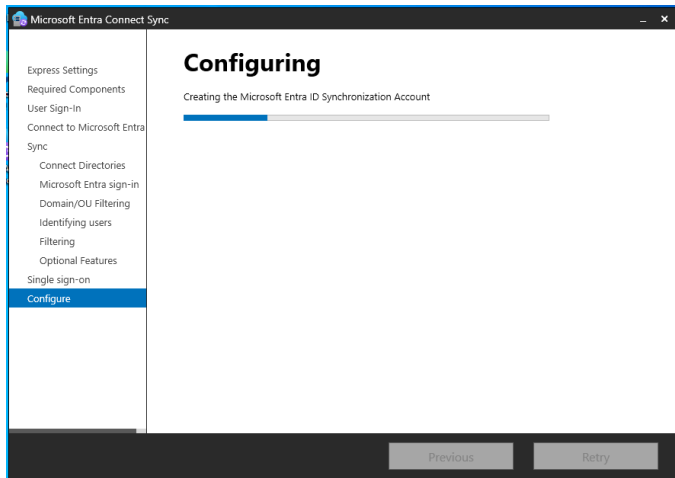 Microsoft Entra Connect Sync
Express Settings
Required Components
User Sign-In
Connect to Microsoft Entra
Sync
Connect Directories
Microsoft Entra sign-in
Domain/OU Filtering
Identifying users
Filtering
Optional Features
Single sign-on
Configure
Configuring
Creating the Microsoft Entra ID Synchronization Account
Previous
Retry